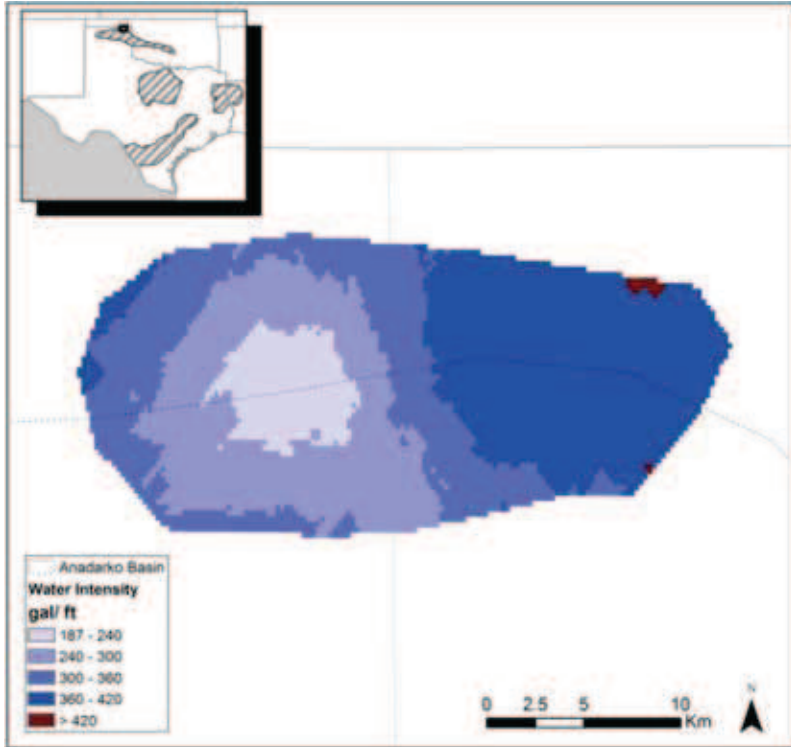 Anadarko Basin
Water Intensity
gal/ ft
187 - 240
240 - 300
300 - 360
360 - 420
> 420
0 2.5 5 10
Km
N